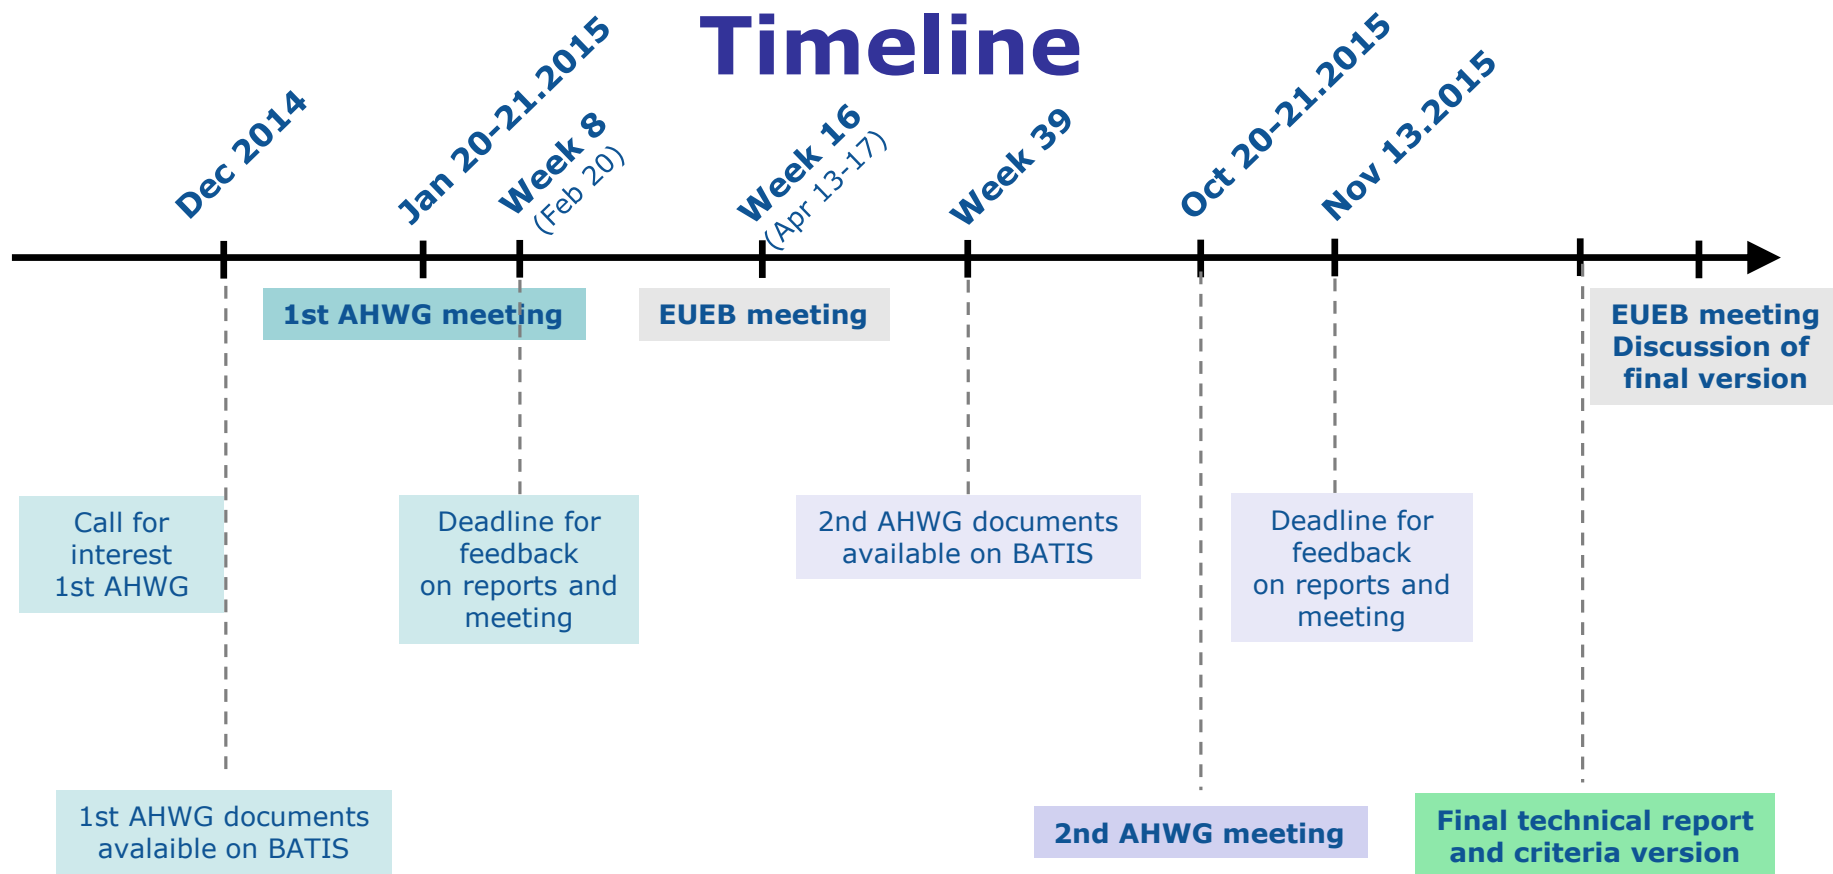 Timeline
Dec 2014
Jan 20-21.2015
Week 8
(Feb 20)
Week 16
(Apr 13-17)
Week 39
Oct 20-21.2015
Nov 13.2015
1st AHWG meeting
EUEB meeting
EUEB meeting
Discussion of
final version
Call for
interest
1st AHWG
Deadline for
feedback
on reports and
meeting
2nd AHWG documents
available on BATIS
Deadline for
feedback
on reports and
meeting
1st AHWG documents
avalaible on BATIS
2nd AHWG meeting
Final technical report
and criteria version